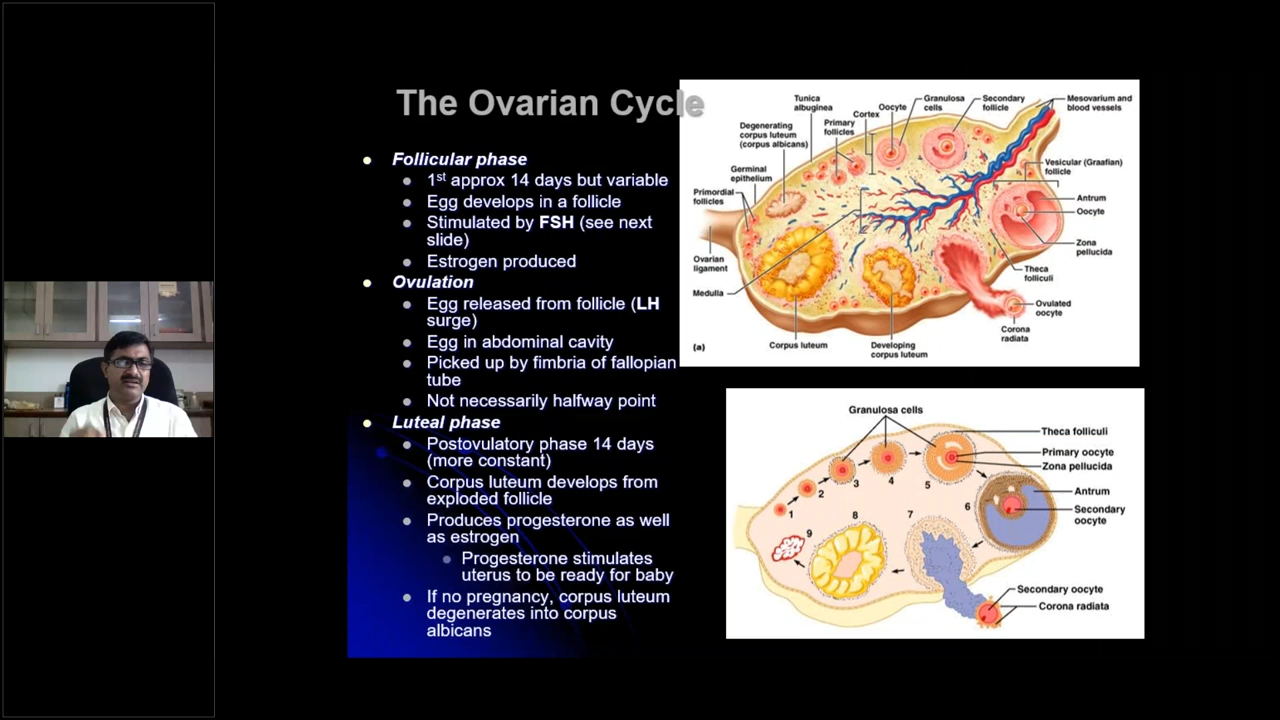 The Ovarian Cycle
Follicular phase
1st approx 14 days but variable
Egg develops in a follicle
Stimulated by FSH (see next
slide)
Estrogen produced
Ovulation
Egg released from follicle (LH
surge)
Egg in abdominal cavity
Picked up by fimbria of fallopian
tube
Not necessarily halfway point
Luteal phase
Postovulatory phase 14 days
(more constant)
Corpus luteum develops from
exploded follicle
Produces progesterone as well
as estrogen
Progesterone stimulates
uterus to be ready for baby
If no pregnancy, corpus luteum
degenerates into corpus
albicans
Tunica
albuginea
Degenerating
corpus luteum
(corpus albicans)
Germinal
epithelium
Primordial
follicles
Ovarian
ligament
Medulla
Primary
follicles
Cortex
Oocyte
Granulosa
cells
Secondary
follicle
Mesovarium and
blood vessels
Vesicular (Graafian)
follicle
Antrum
Oocyte
Zona
pellucida
Theca
folliculi
Ovulated
oocyte
Corona
radiata
Corpus luteum
Developing
corpus luteum
(a)
Granulosa cells
Theca folliculi
Primary oocyte
Zona pellucida
Antrum
Secondary
oocyte
1
2
3
4
5
6
7
8
9
Secondary oocyte
Corona radiata